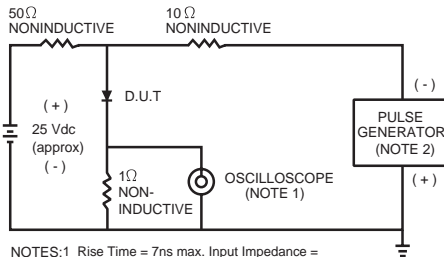 50Ω
NONINDUCTIVE
10Ω
NONINDUCTIVE
( + )
25 Vdc
(approx)
( - )
D.U.T
1Ω
NON-
INDUCTIVE
OSCILLOSCOPE
(NOTE 1)
( - )
PULSE
GENERATOR
(NOTE 2)
( + )
NOTES:1 Rise Time = 7ns max. Input Impedance =